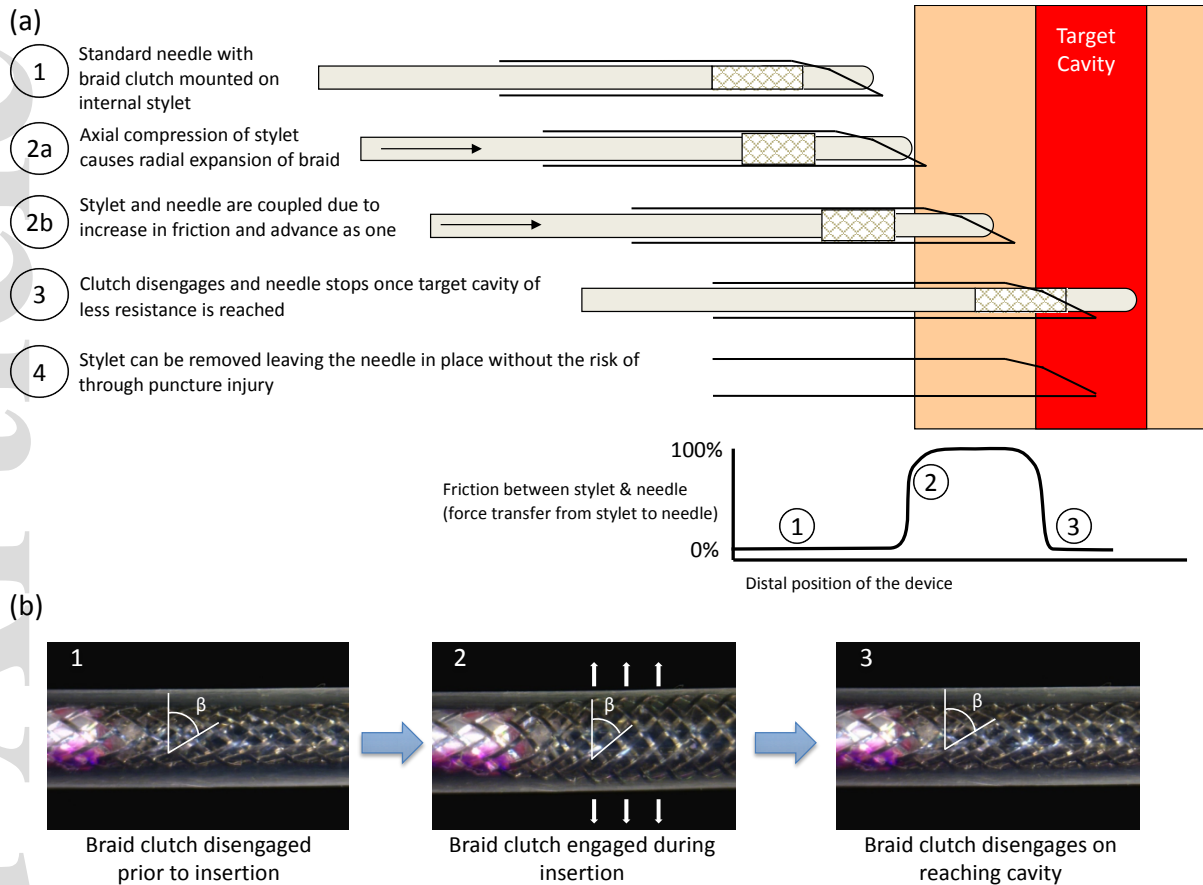 (a)
1
Standard needle with
braid clutch mounted on
internal stylet
2a
Axial compression of stylet
causes radial expansion of braid
2b
Stylet and needle are coupled due to
increase in friction and advance as one
3
Clutch disengages and needle stops once target cavity of
less resistance is reached
4
Stylet can be removed leaving the needle in place without the risk of
through puncture injury
Target
Cavity
Friction between stylet & needle
(force transfer from stylet to needle)
100%
0%
1
2
3
Distal position of the device
(b)
1
β
2
β
3
β
Braid clutch disengaged
prior to insertion
Braid clutch engaged during
insertion
Braid clutch disengages on
reaching cavity